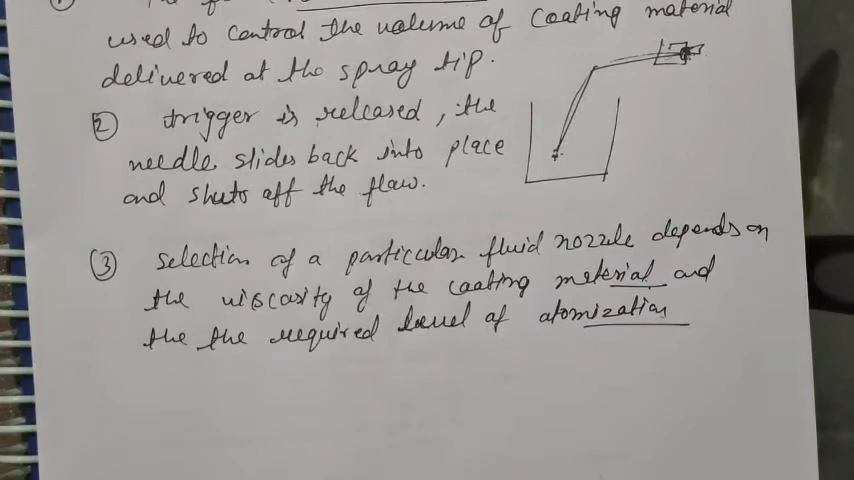 ①
used to control the volume of coating material
delivered at the spray tip.
② trigger is released, the
needle slides back into place
and shuts off the flow.
③ Selection of a particular fluid nozzle depends on
the viscosity of the coating material and
the the required level of atomization